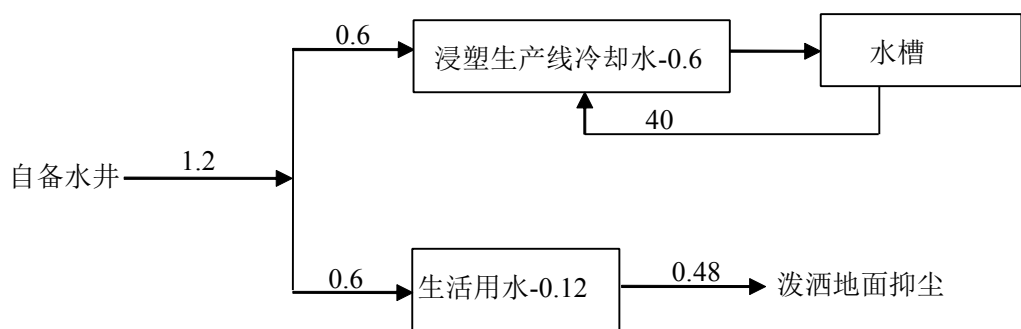 0.6
浸塑生产线冷却水-0.6
水槽
40
自备水井
1.2
0.6
生活用水-0.12
0.48
泼洒地面抑尘